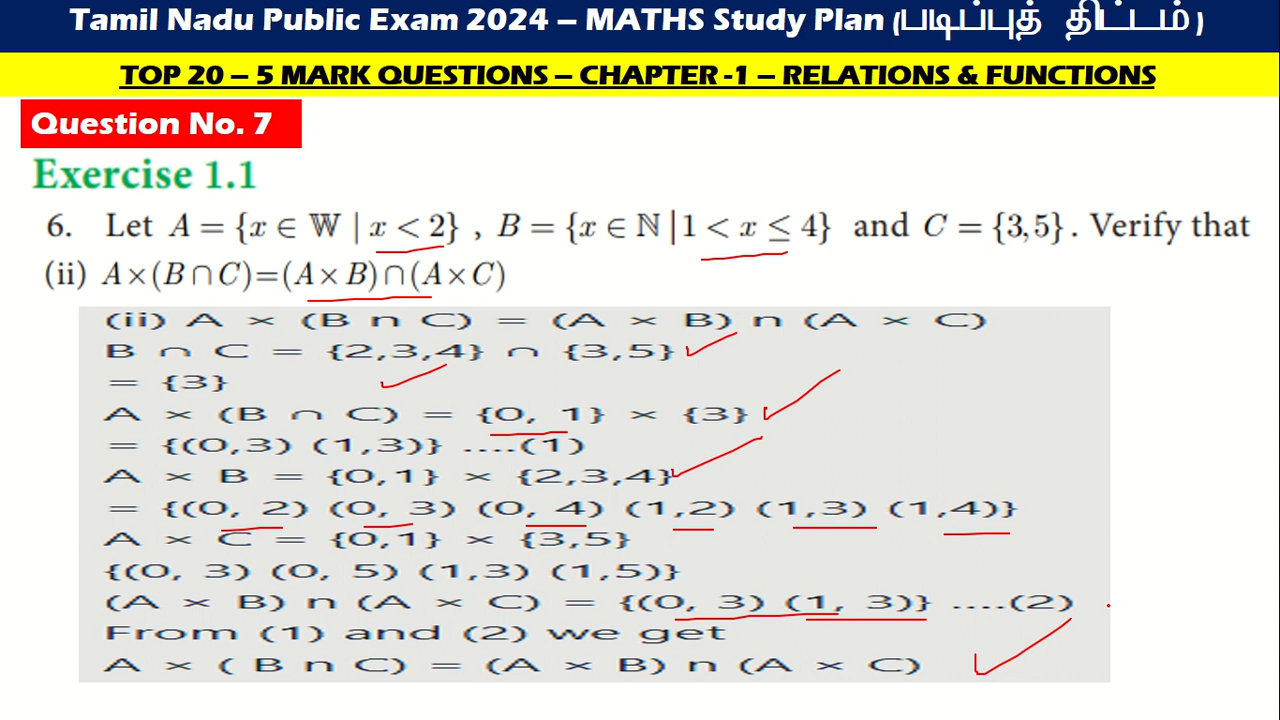 Tamil Nadu Public Exam 2024 – MATHS Study Plan (படிப்புத் திட்டம்)
TOP 20 – 5 MARK QUESTIONS – CHAPTER -1 – RELATIONS & FUNCTIONS
Question No. 7
Exercise 1.1
6. Let A = {x ∈ 𝕎 | x < 2} , B = {x ∈ ℕ | 1 < x ≤ 4} and C = {3,5} . Verify that
(ii) A×(B∩C)=(A×B)∩(A×C)
(ii) A × (B n C) = (A × B) n (A × C)
B ∩ C = {2,3,4} ∩ {3,5}
= {3}
A × (B ∩ C) = {0, 1} × {3}
= {(0,3) (1,3)} ....(1)
A × B = {0,1} × {2,3,4}
= {(0, 2) (0, 3) (0, 4) (1,2) (1,3) (1,4)}
A × C = {0,1} × {3,5}
{(0, 3) (0, 5) (1,3) (1,5)}
(A × B) n (A × C) = {(0, 3) (1, 3)} ....(2)
From (1) and (2) we get
A × ( B n C) = (A × B) n (A × C)